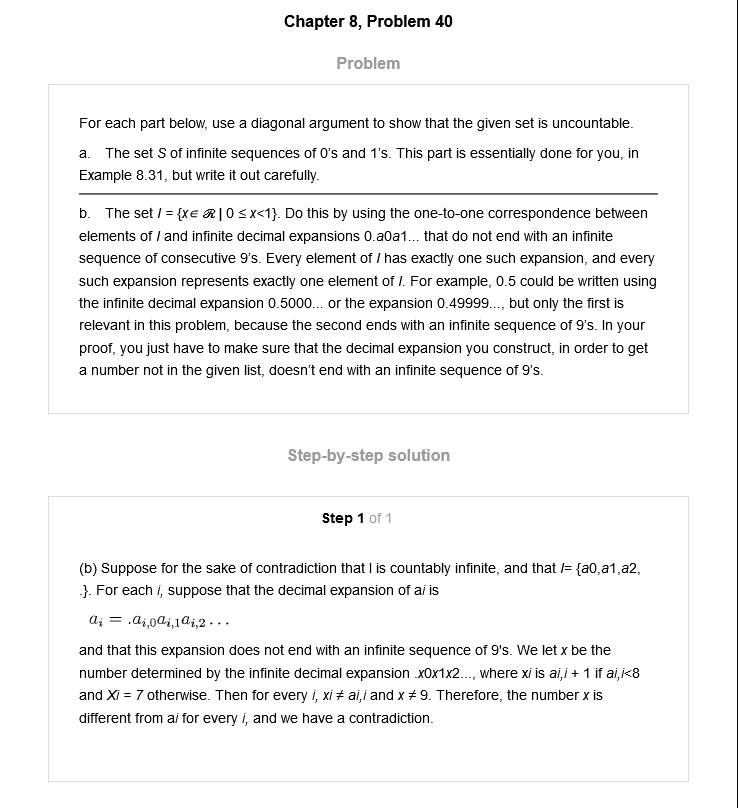 Chapter 8, Problem 40
Problem
For each part below, use a diagonal argument to show that the given set is uncountable.
a. The set S of infinite sequences of 0's and 1's. This part is essentially done for you, in
Example 8.31, but write it out carefully.
b. The set I = {x∈ ℛ | 0 ≤ x<1}. Do this by using the one-to-one correspondence between
elements of I and infinite decimal expansions 0.a0a1... that do not end with an infinite
sequence of consecutive 9's. Every element of I has exactly one such expansion, and every
such expansion represents exactly one element of I. For example, 0.5 could be written using
the infinite decimal expansion 0.5000... or the expansion 0.49999..., but only the first is
relevant in this problem, because the second ends with an infinite sequence of 9's. In your
proof, you just have to make sure that the decimal expansion you construct, in order to get
a number not in the given list, doesn't end with an infinite sequence of 9's.
Step-by-step solution
Step 1 of 1
(b) Suppose for the sake of contradiction that I is countably infinite, and that I= {a0,a1,a2,
.}. For each i, suppose that the decimal expansion of ai is
aᵢ = .aᵢ,₀aᵢ,₁aᵢ,₂ . . .
and that this expansion does not end with an infinite sequence of 9's. We let x be the
number determined by the infinite decimal expansion .x0x1x2..., where xi is ai,i + 1 if ai,i<8
and Xi = 7 otherwise. Then for every i, xi ≠ ai,i and x ≠ 9. Therefore, the number x is
different from ai for every i, and we have a contradiction.